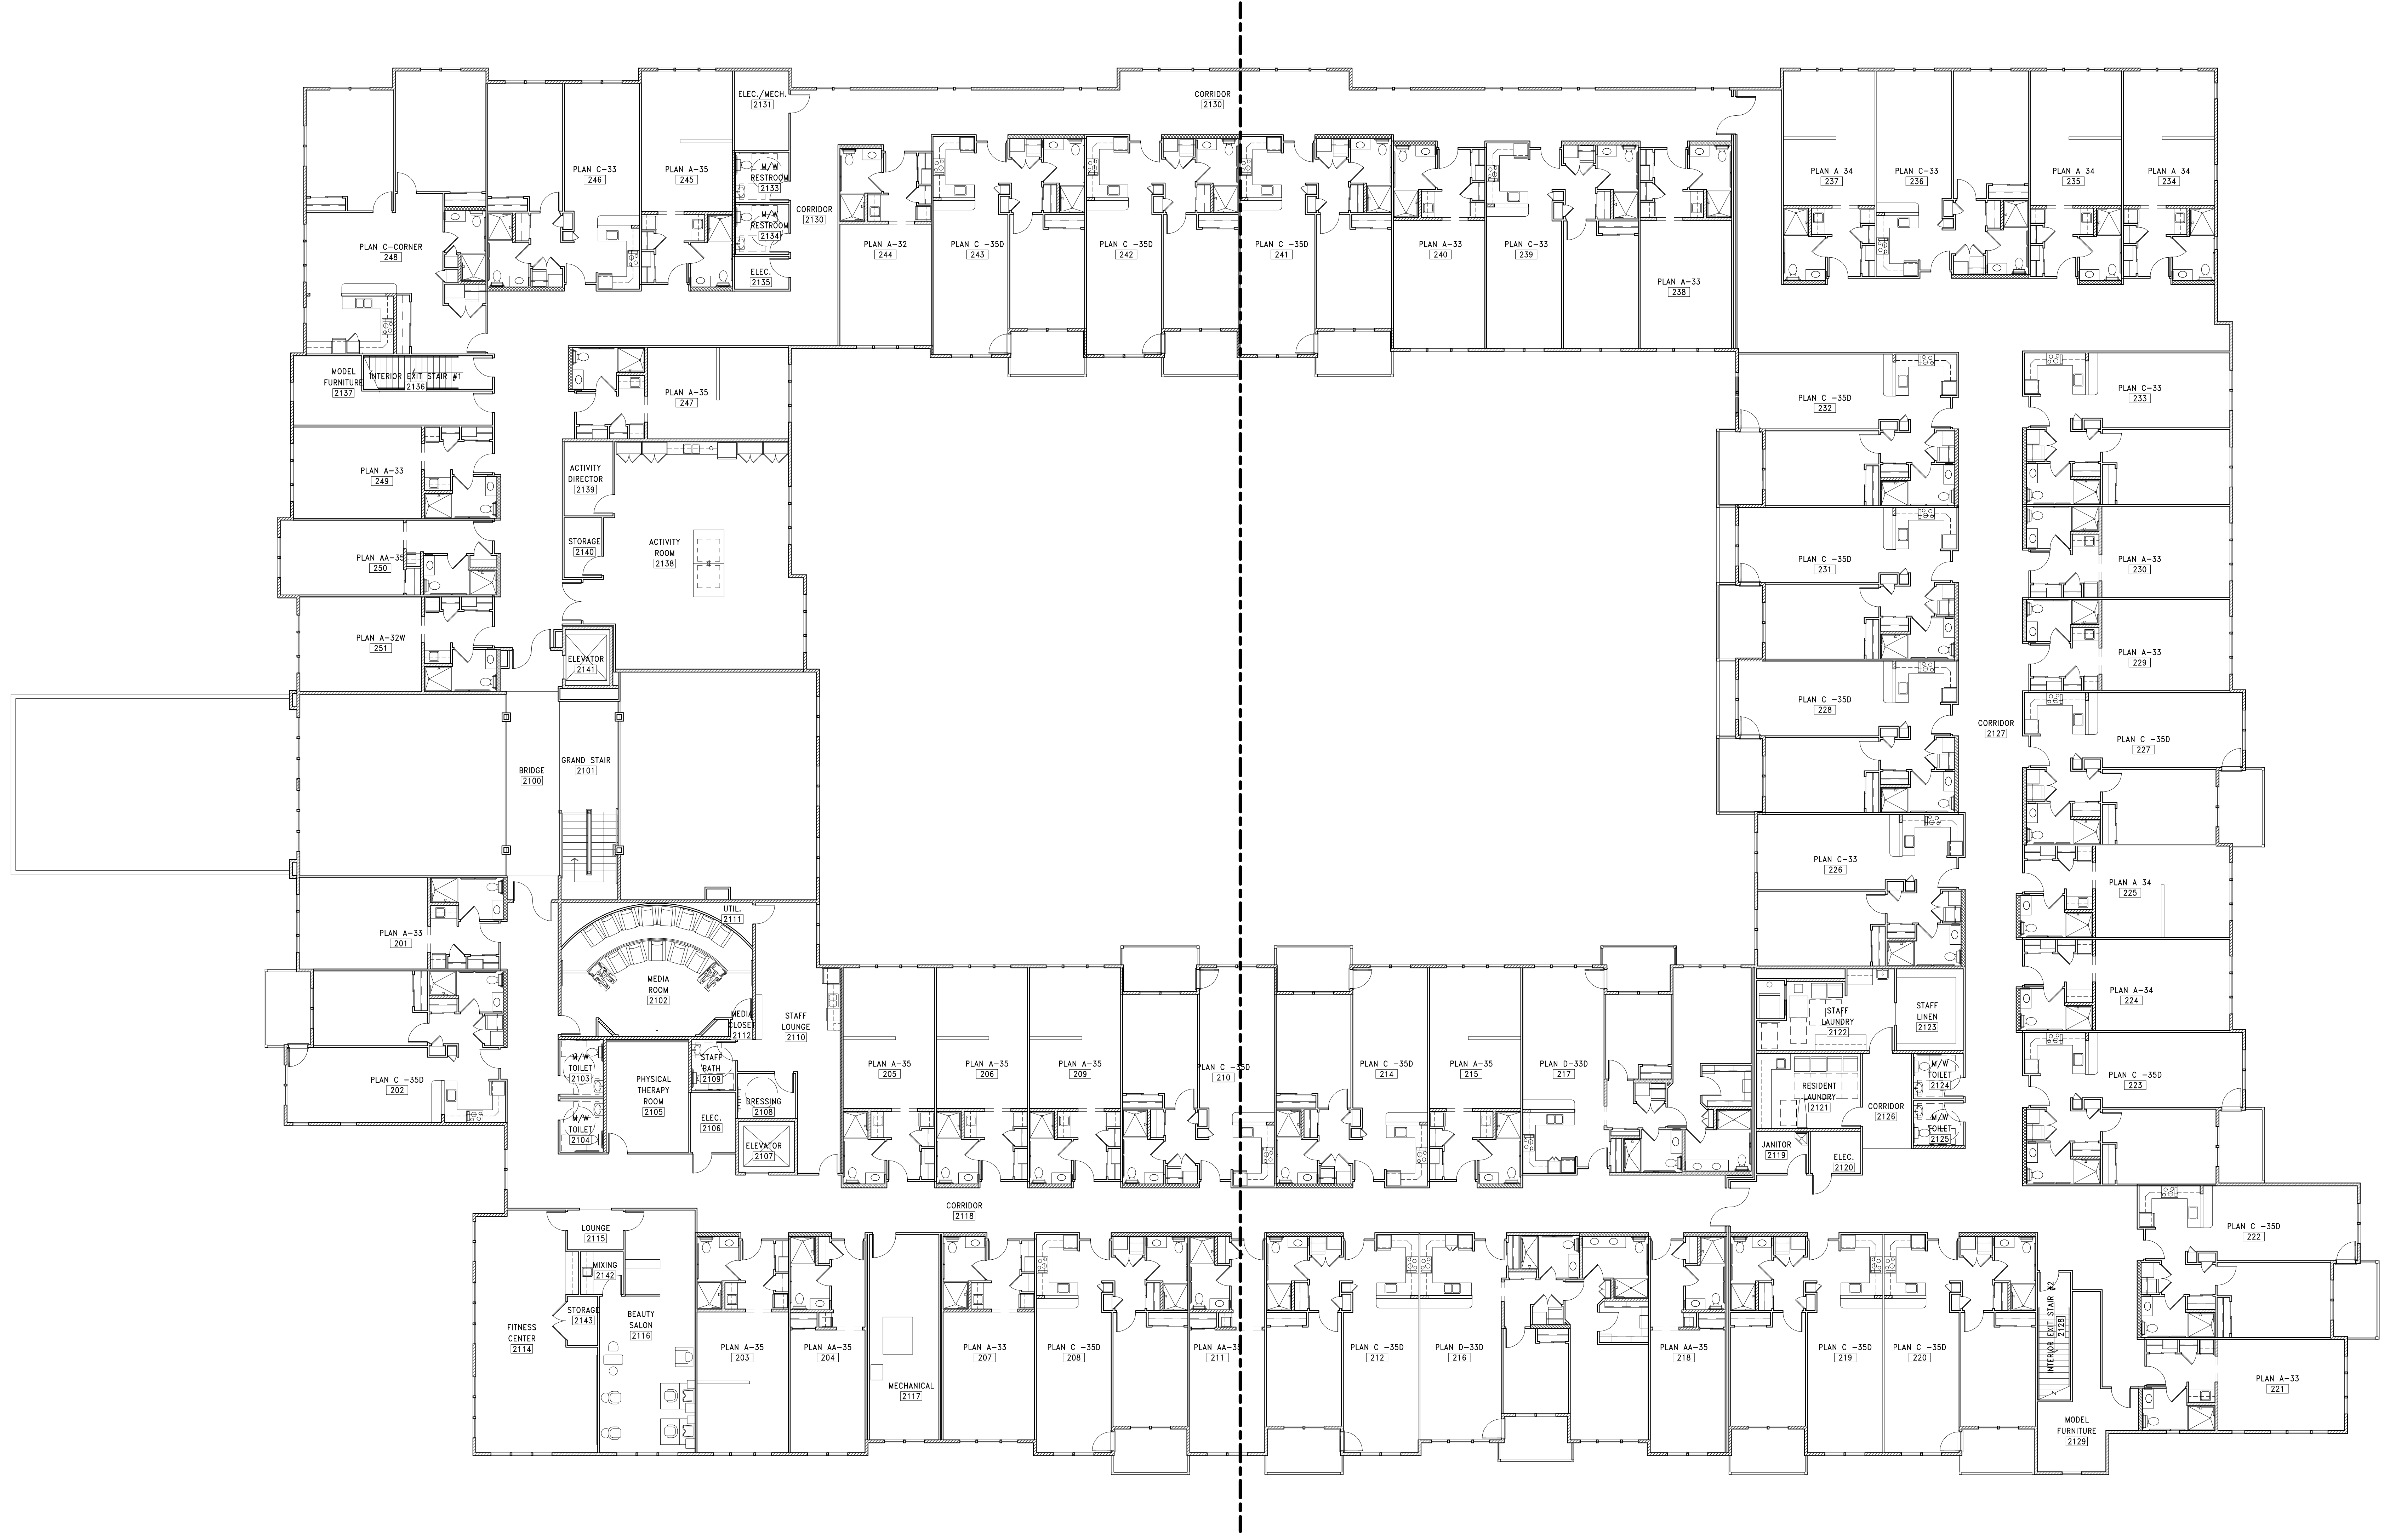 CORRIDOR
2130
ELEC./MECH.
2131
PLAN C-33
246
PLAN A-35
245
M/W
RESTROOM
2133
M/W
RESTROOM
2134
CORRIDOR
2130
ELEC.
2135
PLAN C-CORNER
248
PLAN A-32
244
PLAN C -35D
243
PLAN C -35D
242
PLAN C -35D
241
PLAN A-33
240
PLAN C-33
239
PLAN A-33
238
PLAN A 34
237
PLAN C-33
236
PLAN A 34
235
PLAN A 34
234
MODEL
FURNITURE
2137
INTERIOR EXIT STAIR #1
2136
PLAN A-35
247
PLAN C -35D
232
PLAN C-33
233
PLAN A-33
249
ACTIVITY
DIRECTOR
2139
STORAGE
2140
ACTIVITY
ROOM
2138
PLAN AA-35
250
PLAN C -35D
231
PLAN A-33
230
PLAN A-32W
251
ELEVATOR
2141
PLAN A-33
229
PLAN C -35D
228
CORRIDOR
2127
PLAN C -35D
227
BRIDGE
2100
GRAND STAIR
2101
PLAN C-33
226
PLAN A 34
225
UTIL.
2111
PLAN A-33
201
MEDIA
ROOM
2102
MEDIA
CLOSET
2112
STAFF
LOUNGE
2110
STAFF
LAUNDRY
2122
STAFF
LINEN
2123
PLAN A-34
224
PLAN C -35D
202
M/W
TOILET
2103
M/W
TOILET
2104
PHYSICAL
THERAPY
ROOM
2105
STAFF
BATH
2109
DRESSING
2108
ELEC.
2106
ELEVATOR
2107
PLAN A-35
205
PLAN A-35
206
PLAN A-35
209
PLAN C -35D
210
PLAN C -35D
214
PLAN A-35
215
PLAN D-33D
217
RESIDENT
LAUNDRY
2121
CORRIDOR
2126
M/W
TOILET
2124
M/W
TOILET
2125
JANITOR
2119
ELEC.
2120
PLAN C -35D
223
CORRIDOR
2118
LOUNGE
2115
MIXING
2142
STORAGE
2143
FITNESS
CENTER
2114
BEAUTY
SALON
2116
PLAN A-35
203
PLAN AA-35
204
MECHANICAL
2117
PLAN A-33
207
PLAN C -35D
208
PLAN AA-35
211
PLAN C -35D
212
PLAN D-33D
216
PLAN AA-35
218
PLAN C -35D
219
PLAN C -35D
220
INTERIOR EXIT STAIR #2
2128
PLAN C -35D
222
PLAN A-33
221
MODEL
FURNITURE
2129